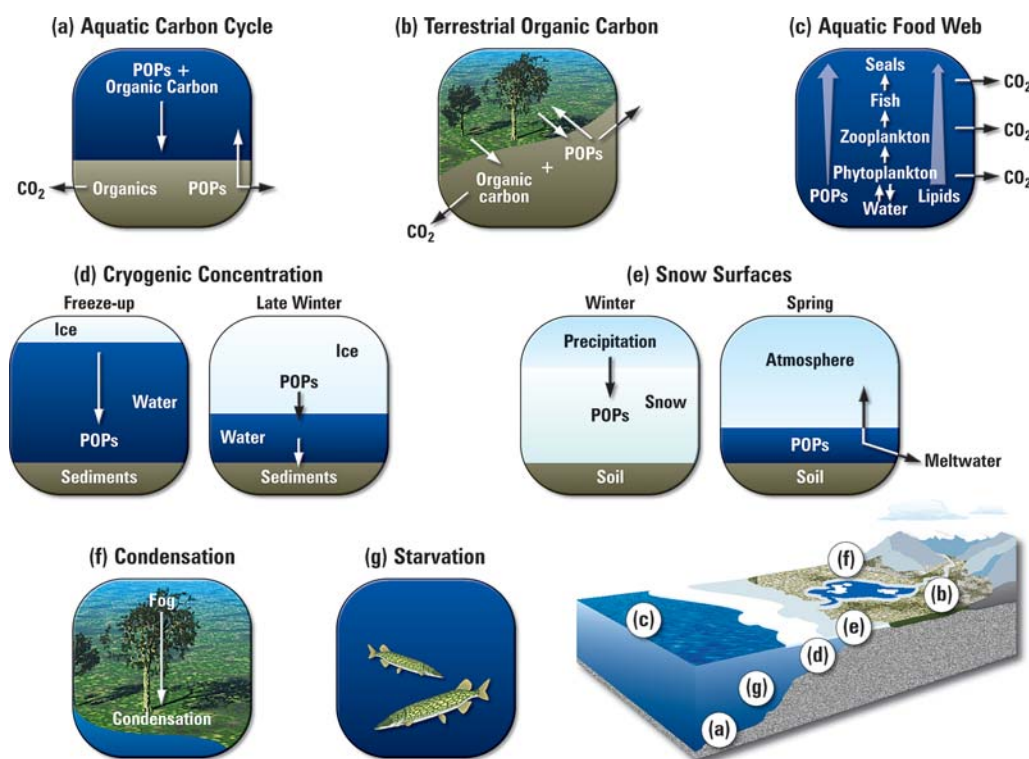 (a) Aquatic Carbon Cycle
POPs +
Organic Carbon
CO2
Organics
POPs
(b) Terrestrial Organic Carbon
POPs
+
Organic
carbon
CO2
(c) Aquatic Food Web
Seals
Fish
Zooplankton
Phytoplankton
Water
POPs
Lipids
CO2
CO2
CO2
(d) Cryogenic Concentration
Freeze-up
Ice
Water
POPs
Sediments
Late Winter
Ice
POPs
Water
Sediments
(e) Snow Surfaces
Winter
Precipitation
POPs
Snow
Soil
Spring
Atmosphere
POPs
Meltwater
Soil
(f) Condensation
Fog
Condensation
(g) Starvation
(f)
(b)
(c)
(e)
(d)
(g)
(a)